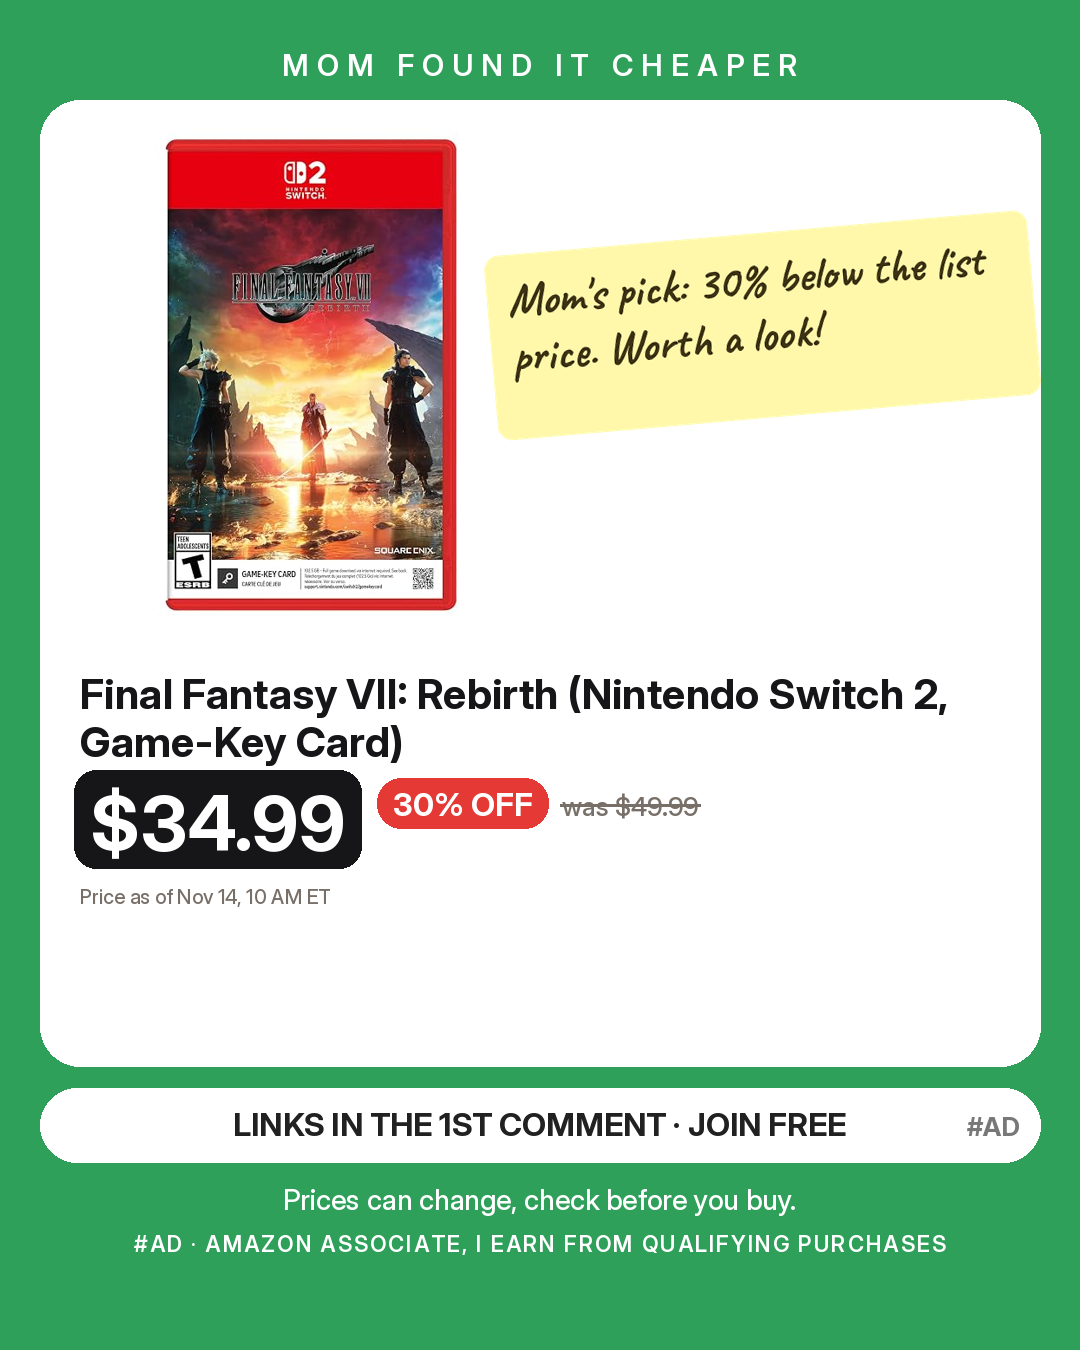 MOM FOUND IT CHEAPER
2
NINTENDO
SWITCH
FINAL FANTASY VII
REBIRTH
Mom's pick: 30% below the list
price. Worth a look!
SQUARE ENIX
TEEN
ADOLESCENTS
T
ESRB
GAME-KEY CARD
CARTE CLÉ DE JEU
Final Fantasy VII: Rebirth (Nintendo Switch 2,
Game-Key Card)
$34.99
30% OFF
was $49.99
Price as of Nov 14, 10 AM ET
LINKS IN THE 1ST COMMENT · JOIN FREE
#AD
Prices can change, check before you buy.
#AD · AMAZON ASSOCIATE, I EARN FROM QUALIFYING PURCHASES